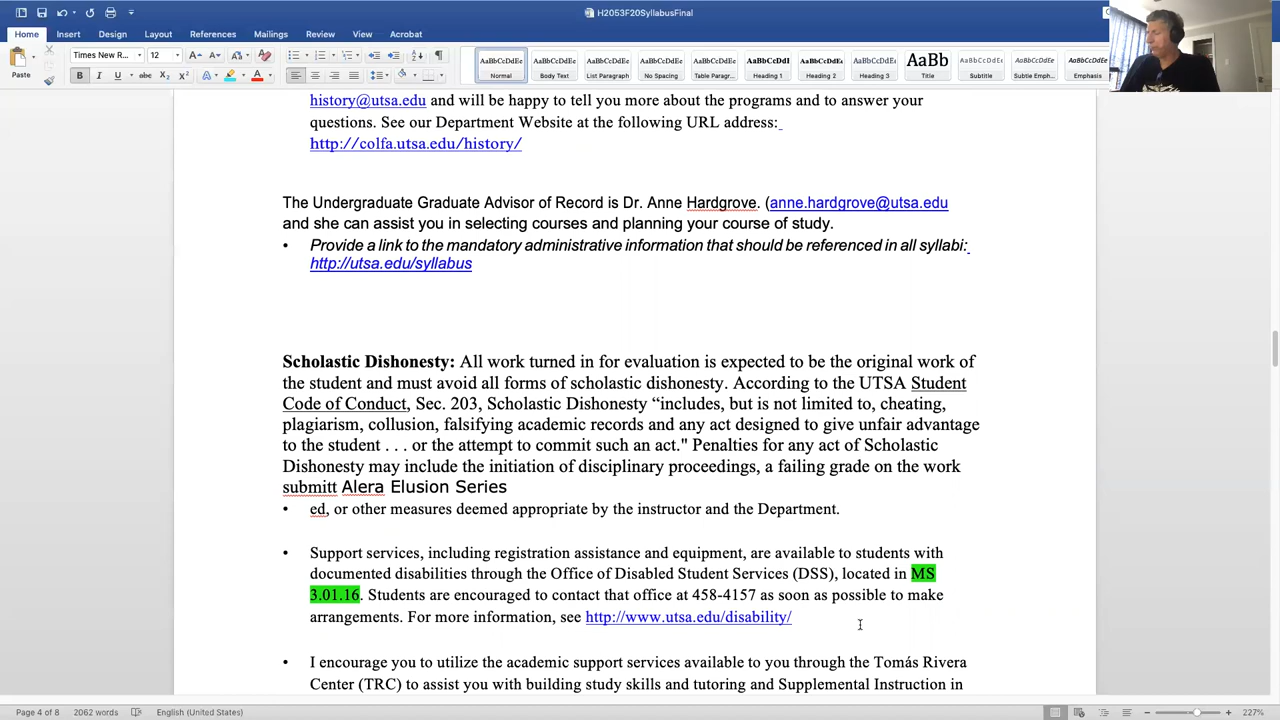 H2053F20SyllabusFinal
Home Insert Design Layout References Mailings Review View Acrobat
Paste
Times New R... 12
B I U abc X₂ X²
AaBbCcDdEe Normal
AaBbCcDdEe Body Text
AaBbCcDdEe List Paragraph
AaBbCcDdEe No Spacing
AaBbCcDdEe Table Paragr...
AaBbCcDdI Heading 1
AaBbCcDdEe Heading 2
AaBbCcDdEe Heading 3
AaBb Title
AaBbCcDdEe Subtitle
AaBbCcDdEe Subtle Emph...
AaBbCcDdEe Emphasis
history@utsa.edu and will be happy to tell you more about the programs and to answer your
questions. See our Department Website at the following URL address:
http://colfa.utsa.edu/history/
The Undergraduate Graduate Advisor of Record is Dr. Anne Hardgrove. (anne.hardgrove@utsa.edu
and she can assist you in selecting courses and planning your course of study.
• Provide a link to the mandatory administrative information that should be referenced in all syllabi:
http://utsa.edu/syllabus
Scholastic Dishonesty: All work turned in for evaluation is expected to be the original work of
the student and must avoid all forms of scholastic dishonesty. According to the UTSA Student
Code of Conduct, Sec. 203, Scholastic Dishonesty “includes, but is not limited to, cheating,
plagiarism, collusion, falsifying academic records and any act designed to give unfair advantage
to the student . . . or the attempt to commit such an act." Penalties for any act of Scholastic
Dishonesty may include the initiation of disciplinary proceedings, a failing grade on the work
submitt Alera Elusion Series
• ed, or other measures deemed appropriate by the instructor and the Department.
• Support services, including registration assistance and equipment, are available to students with
documented disabilities through the Office of Disabled Student Services (DSS), located in MS
3.01.16. Students are encouraged to contact that office at 458-4157 as soon as possible to make
arrangements. For more information, see http://www.utsa.edu/disability/
• I encourage you to utilize the academic support services available to you through the Tomás Rivera
Center (TRC) to assist you with building study skills and tutoring and Supplemental Instruction in
Page 4 of 8 2062 words English (United States) 227%